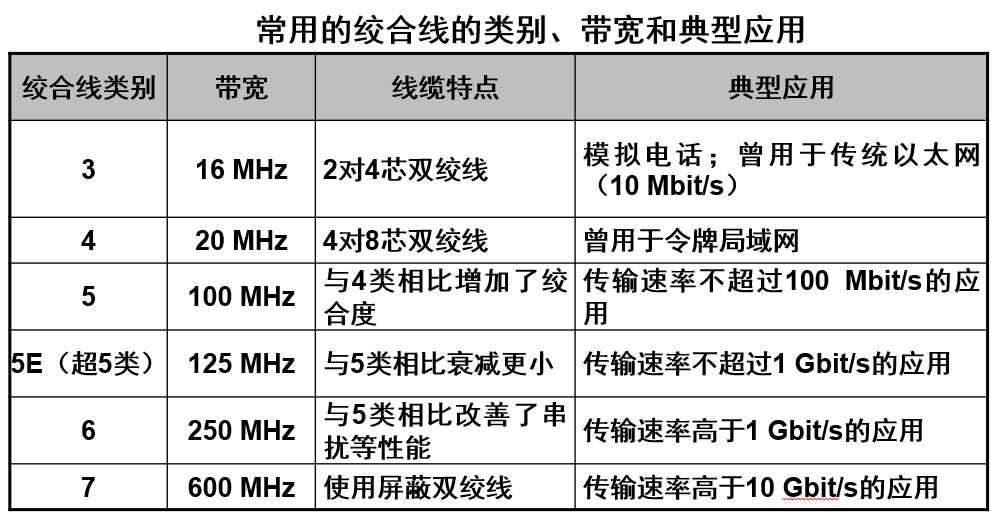 常用的绞合线的类别、带宽和典型应用
绞合线类别 带宽 线缆特点 典型应用
3 16 MHz 2对4芯双绞线 模拟电话；曾用于传统以太网
（10 Mbit/s）
4 20 MHz 4对8芯双绞线 曾用于令牌局域网
5 100 MHz 与4类相比增加了绞
合度 传输速率不超过100 Mbit/s的应
用
5E（超5类） 125 MHz 与5类相比衰减更小 传输速率不超过1 Gbit/s的应用
6 250 MHz 与5类相比改善了串
扰等性能 传输速率高于1 Gbit/s的应用
7 600 MHz 使用屏蔽双绞线 传输速率高于10 Gbit/s的应用